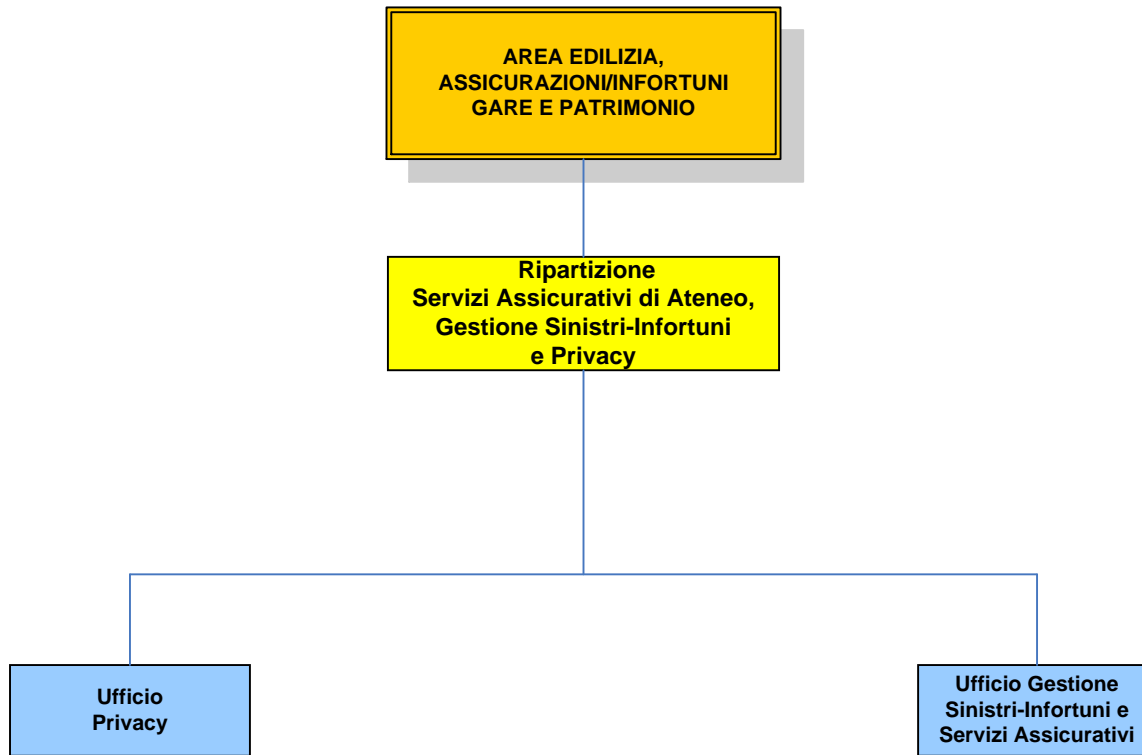 AREA EDILIZIA,
ASSICURAZIONI/INFORTUNI
GARE E PATRIMONIO
Ripartizione
Servizi Assicurativi di Ateneo,
Gestione Sinistri-Infortuni
e Privacy
Ufficio
Privacy
Ufficio Gestione
Sinistri-Infortuni e
Servizi Assicurativi